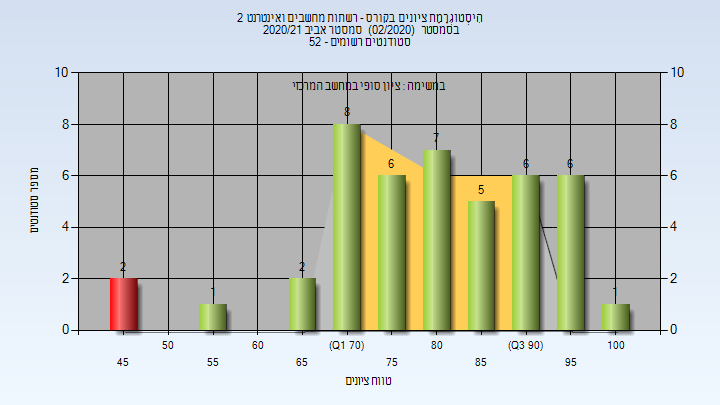 הִיסְטוֹגְרָמַת ציונים בקורס - רשתות מחשבים ואינטרנט 2
בסמסטר (02/2020) סמסטר אביב 2020/21
סטודנטים רשומים - 52
במשימה : ציון סופי במחשב המרכזי
10 10
8 8
6 6
4 4
2 2
0 0
2 1 2 8 6 7 5 6 6 1
מספר סטודנטים
50 60 (Q1 70) 80 (Q3 90) 100
45 55 65 75 85 95
טווח ציונים